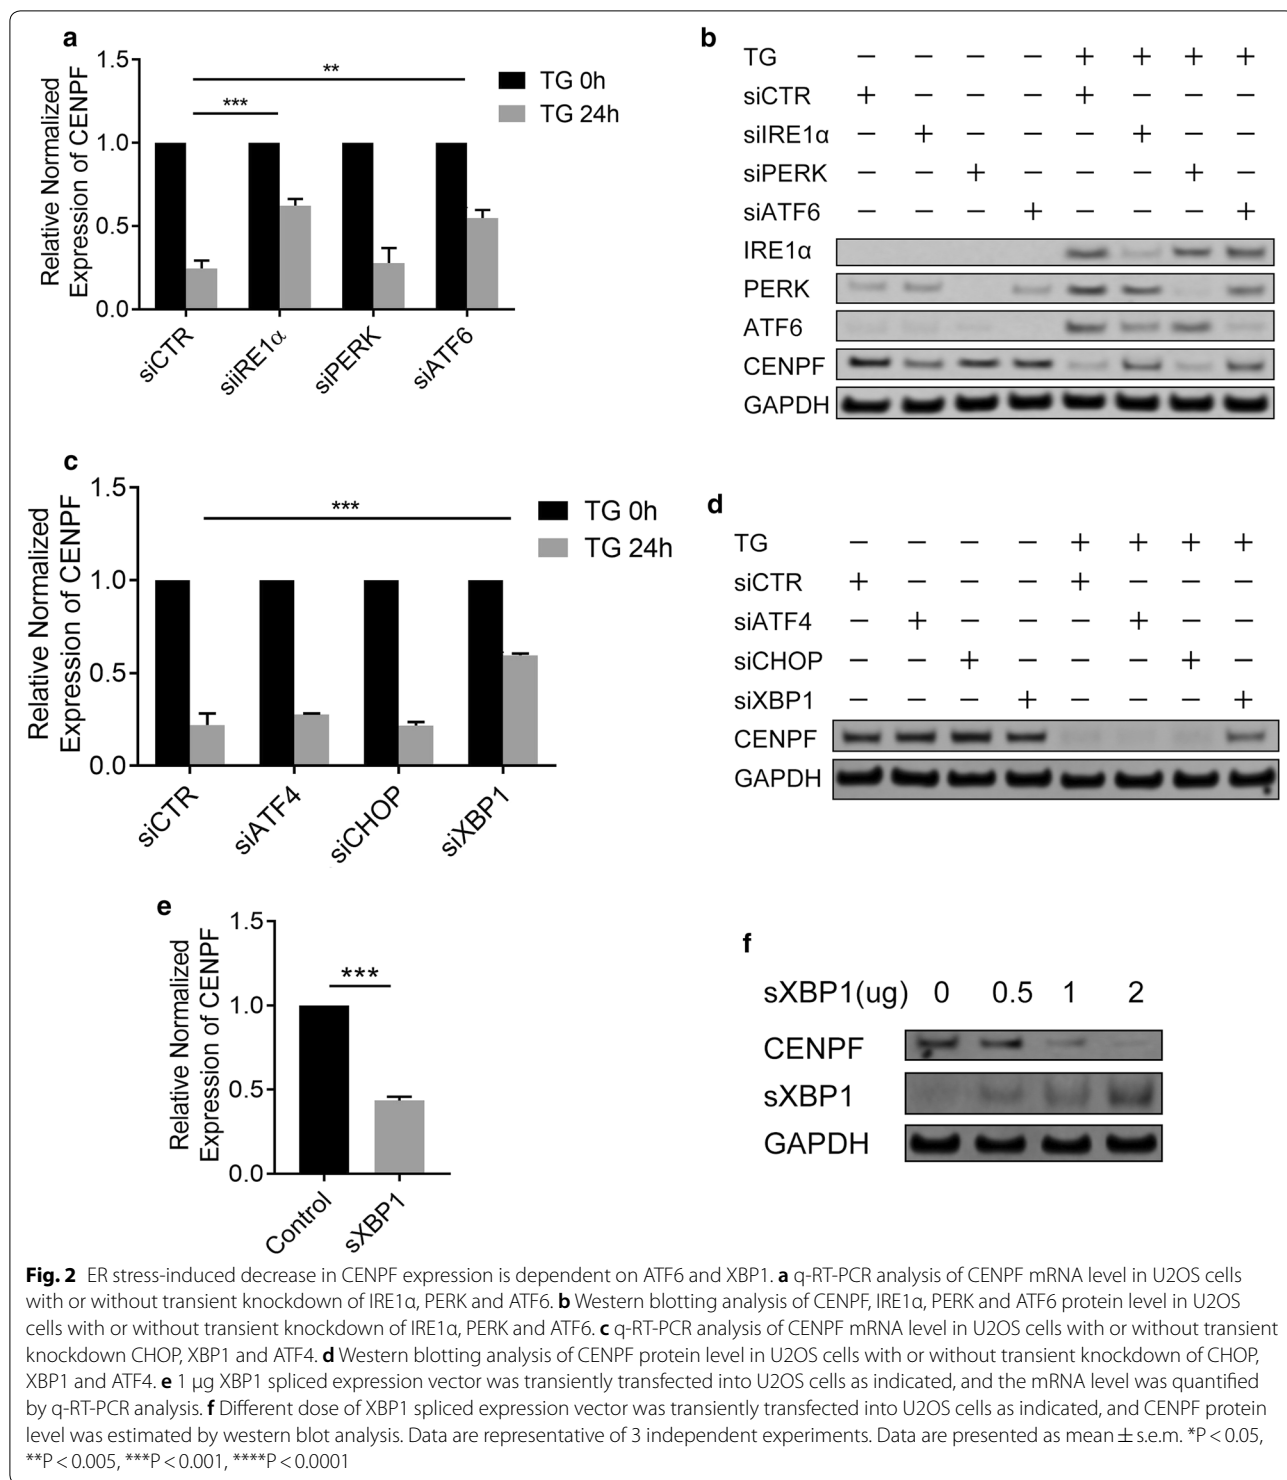 a
Relative Normalized
Expression of CENPF
1.5
1.0
0.5
0.0
**
***
TG 0h
TG 24h
siCTR
siIRE1α
siPERK
siATF6
b
TG − − − − + + + +
siCTR + − − − + − − −
siIRE1α − + − − − + − −
siPERK − − + − − − + −
siATF6 − − − + − − − +
IRE1α
PERK
ATF6
CENPF
GAPDH
c
Relative Normalized
Expression of CENPF
1.5
1.0
0.5
0.0
***
TG 0h
TG 24h
siCTR
siATF4
siCHOP
siXBP1
d
TG − − − − + + + +
siCTR + − − − + − − −
siATF4 − + − − − + − −
siCHOP − − + − − − + −
siXBP1 − − − + − − − +
CENPF
GAPDH
e
Relative Normalized
Expression of CENPF
1.5
1.0
0.5
0.0
***
Control
sXBP1
f
sXBP1(ug) 0 0.5 1 2
CENPF
sXBP1
GAPDH
Fig. 2 ER stress-induced decrease in CENPF expression is dependent on ATF6 and XBP1. a q-RT-PCR analysis of CENPF mRNA level in U2OS cells
with or without transient knockdown of IRE1α, PERK and ATF6. b Western blotting analysis of CENPF, IRE1α, PERK and ATF6 protein level in U2OS
cells with or without transient knockdown of IRE1α, PERK and ATF6. c q-RT-PCR analysis of CENPF mRNA level in U2OS cells with or without transient
knockdown CHOP, XBP1 and ATF4. d Western blotting analysis of CENPF protein level in U2OS cells with or without transient knockdown of CHOP,
XBP1 and ATF4. e 1 μg XBP1 spliced expression vector was transiently transfected into U2OS cells as indicated, and the mRNA level was quantified
by q-RT-PCR analysis. f Different dose of XBP1 spliced expression vector was transiently transfected into U2OS cells as indicated, and CENPF protein
level was estimated by western blot analysis. Data are representative of 3 independent experiments. Data are presented as mean ± s.e.m. *P < 0.05,
**P < 0.005, ***P < 0.001, ****P < 0.0001